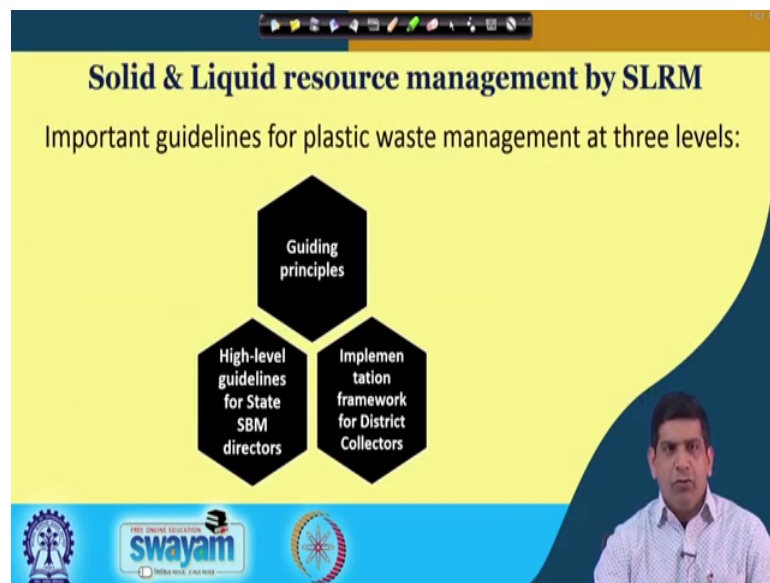 Solid & Liquid resource management by SLRM
Important guidelines for plastic waste management at three levels:
Guiding
principles
High-level
guidelines
for State
SBM
directors
Implemen
tation
framework
for District
Collectors
FREE ONLINE EDUCATION
swayam